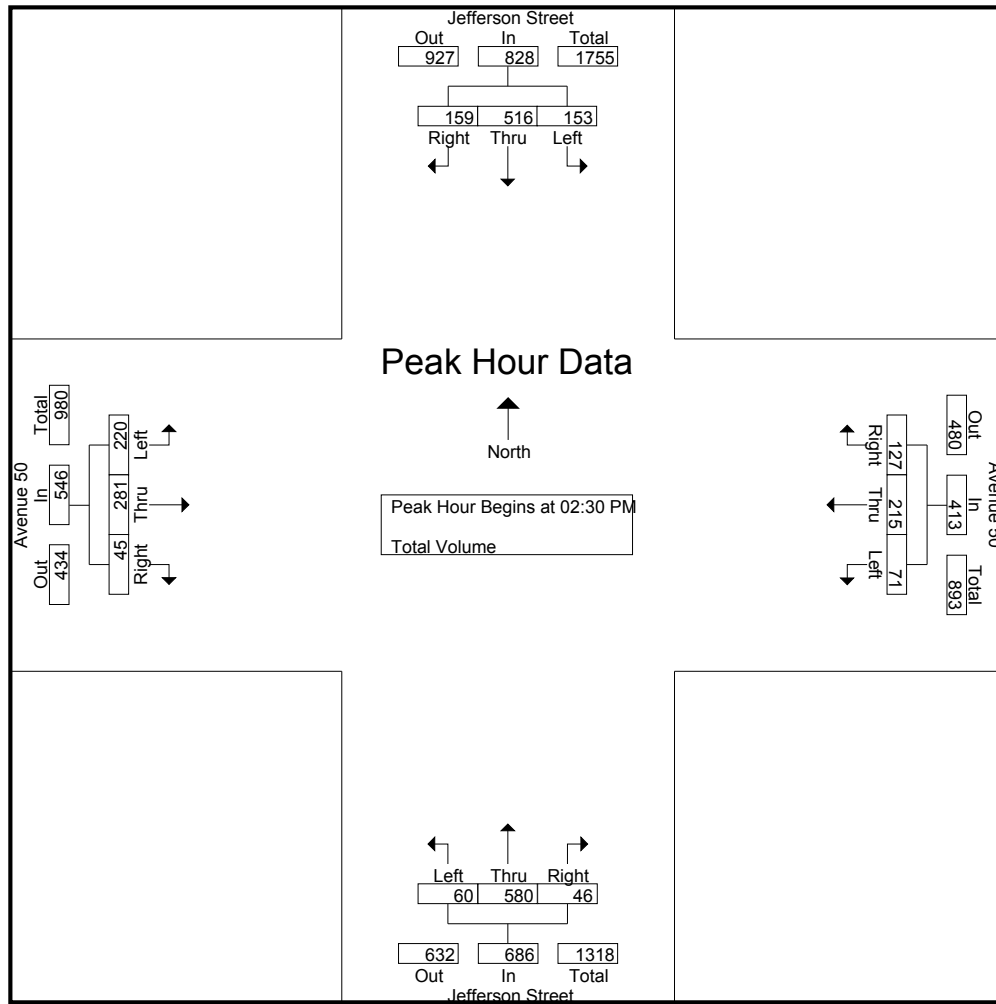 Jefferson Street
Out In Total
927 828 1755
159 516 153
Right Thru Left
Peak Hour Data
North
Peak Hour Begins at 02:30 PM
Total Volume
Avenue 50
Out In Total
434 546 980
45 281 220
Right Thru Left
Avenue 50
Out In Total
480 413 893
127 215 71
Right Thru Left
Left Thru Right
60 580 46
632 686 1318
Out In Total
Jefferson Street